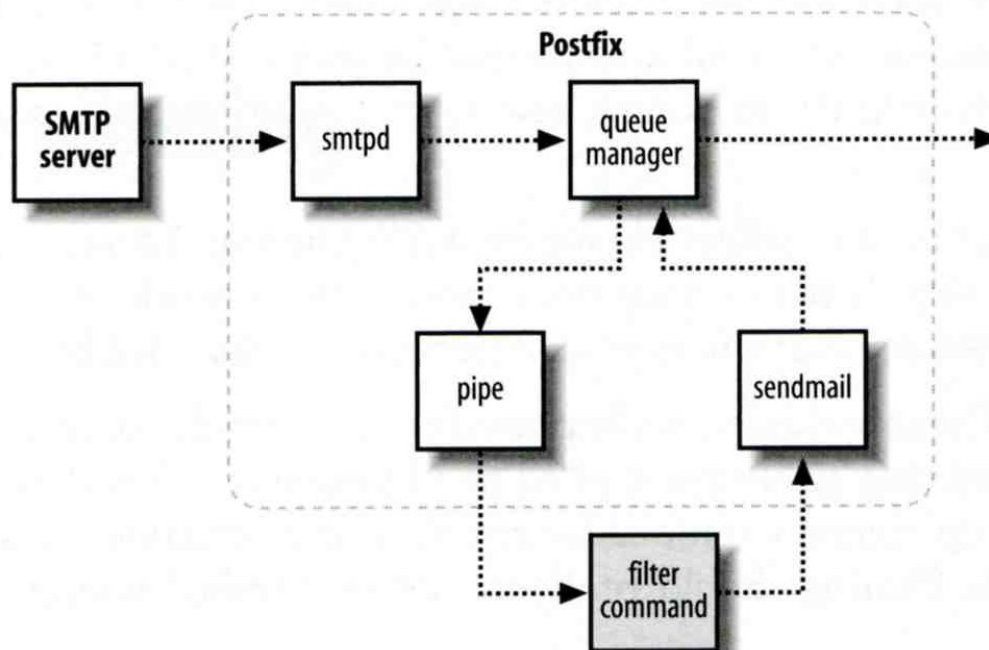 Postfix
SMTP
server
smtpd
queue
manager
pipe
sendmail
filter
command